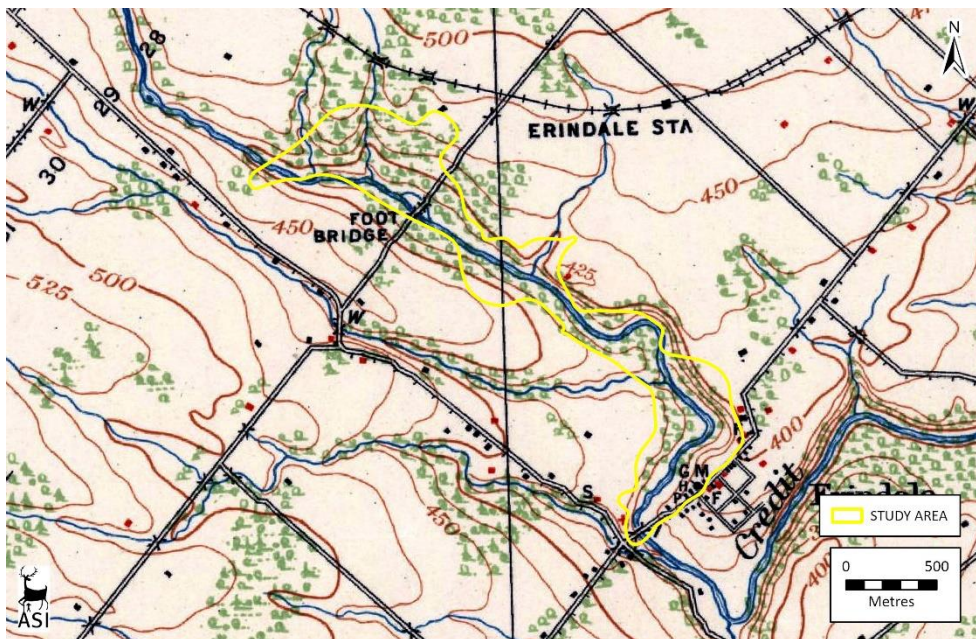 500
N
28
29
W
W
ERINDALE STA
30
450
FOOT
BRIDGE
450
425
500
525
W
400
G M
S
Credit
Erindale
STUDY AREA
450
400
0 500
Metres
ASI